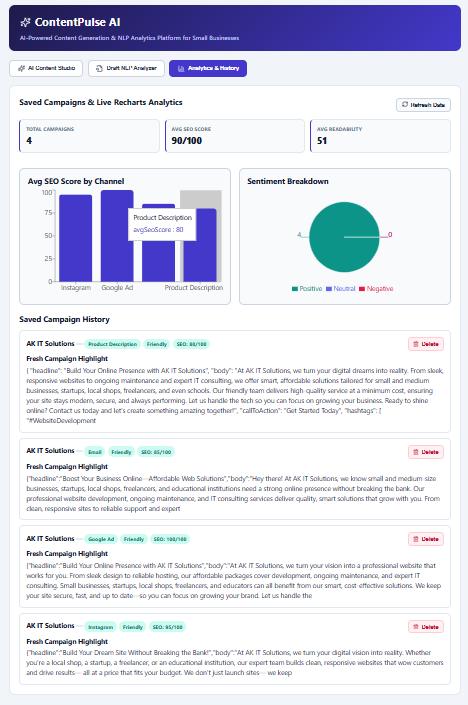 ContentPulse AI
AI-Powered Content Generation & NLP Analytics Platform for Small Businesses
AI Content Studio
Draft NLP Analyzer
Analytics & History
Saved Campaigns & Live Recharts Analytics
Refresh Data
TOTAL CAMPAIGNS
4
AVG SEO SCORE
90/100
AVG READABILITY
51
Avg SEO Score by Channel
100
75
50
25
0
Product Description
avgSeoScore : 80
Instagram
Google Ad
Product Description
Sentiment Breakdown
4
0
Positive
Neutral
Negative
Saved Campaign History
AK IT Solutions — Product Description Friendly SEO: 80/100
Delete
Fresh Campaign Highlight
{ "headline": "Build Your Online Presence with AK IT Solutions", "body": "At AK IT Solutions, we turn your digital dreams into reality. From sleek,
responsive websites to ongoing maintenance and expert IT consulting, we offer smart, affordable solutions tailored for small and medium
businesses, startups, local shops, freelancers, and even schools. Our friendly team delivers high quality service at a minimum cost, ensuring
your site stays modern, secure, and always performing. Let us handle the tech so you can focus on growing your business. Ready to shine
online? Contact us today and let's create something amazing together!", "callToAction": "Get Started Today", "hashtags": [
"#WebsiteDevelopment
AK IT Solutions — Email Friendly SEO: 85/100
Delete
Fresh Campaign Highlight
{"headline":"Boost Your Business Online—Affordable Web Solutions","body":"Hey there! At AK IT Solutions, we know small and medium size
businesses, startups, local shops, freelancers, and educational institutions need a strong online presence without breaking the bank. Our
professional website development, ongoing maintenance, and IT consulting services deliver quality, smart solutions that grow with you. From
clean, responsive sites to reliable support and expert
AK IT Solutions — Google Ad Friendly SEO: 100/100
Delete
Fresh Campaign Highlight
{"headline":"Build Your Online Presence with AK IT Solutions","body":"At AK IT Solutions, we turn your vision into a professional website that
works for you. From sleek design to reliable hosting, our affordable packages cover development, ongoing maintenance, and expert IT
consulting. Small businesses, startups, local shops, freelancers, and educators can all benefit from our smart, cost-effective solutions. We keep
your site secure, fast, and up to date—so you can focus on growing your brand. Let us handle the
AK IT Solutions — Instagram Friendly SEO: 95/100
Delete
Fresh Campaign Highlight
{"headline":"Build Your Dream Site Without Breaking the Bank!","body":"At AK IT Solutions, we turn your digital vision into reality. Whether
you're a local shop, a startup, a freelancer, or an educational institution, our expert team builds clean, responsive websites that wow customers
and drive results— all at a price that fits your budget. We don't just launch sites— we keep